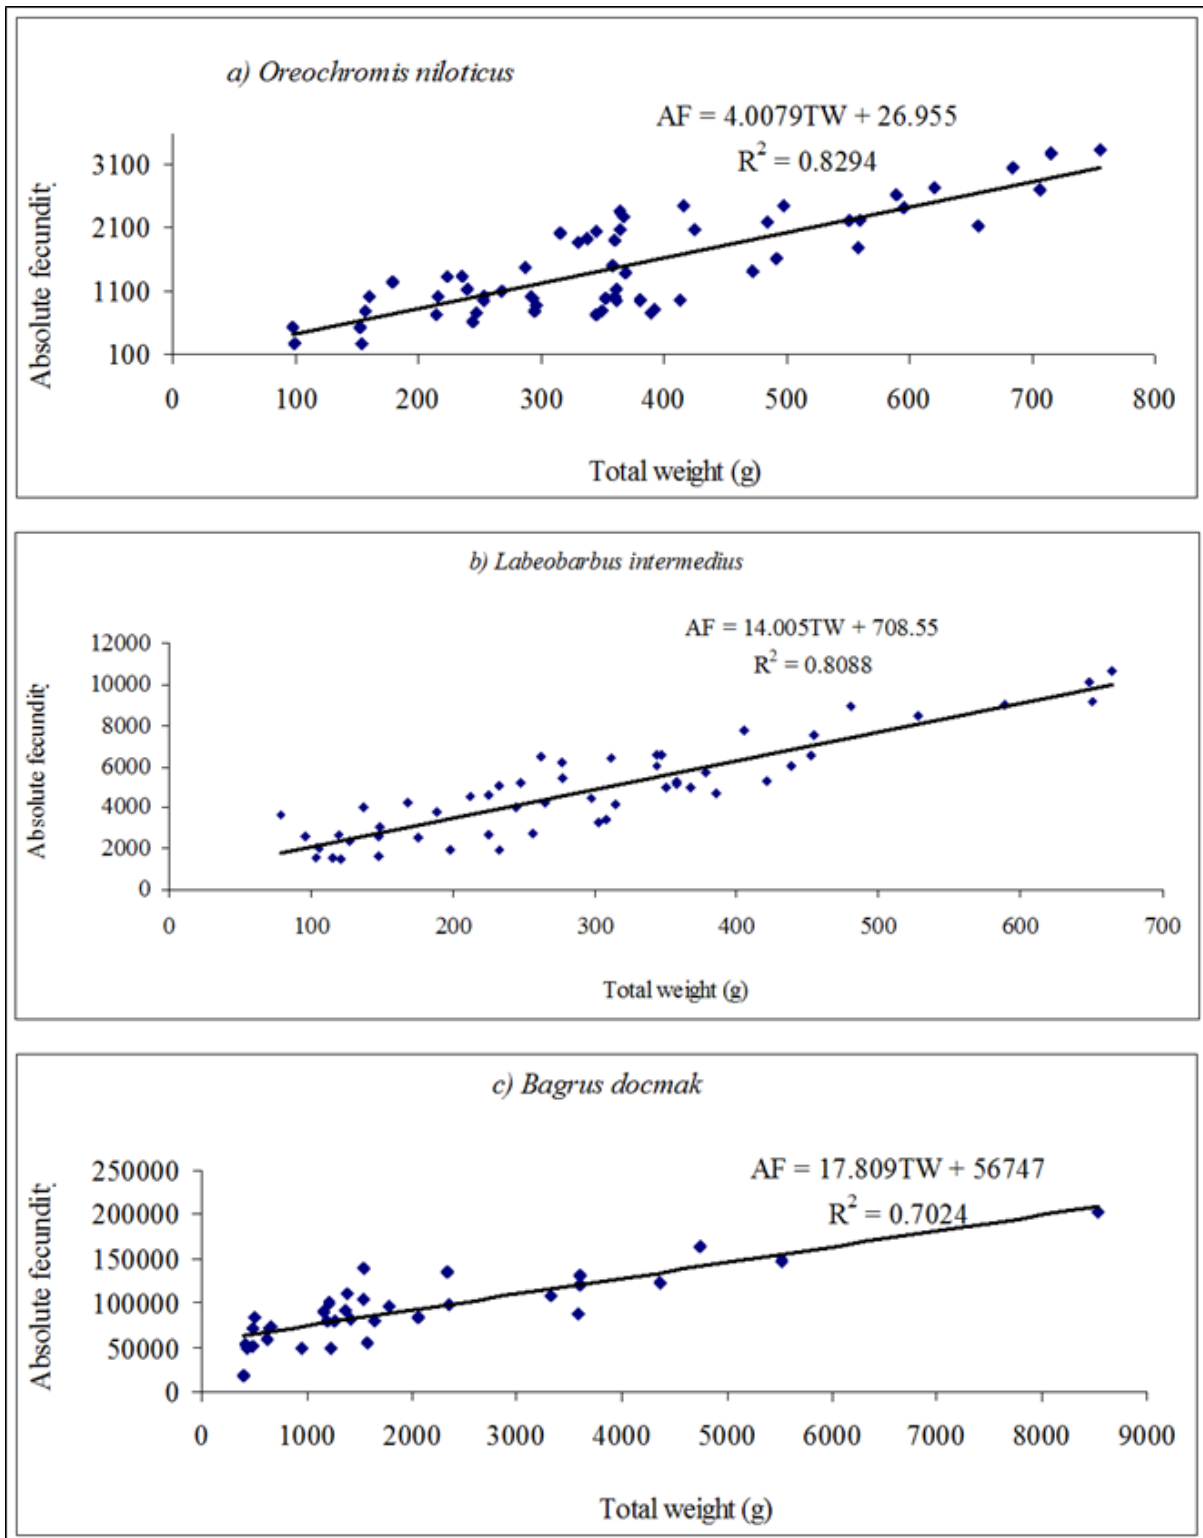 a) Oreochromis niloticus
AF = 4.0079TW + 26.955
R² = 0.8294
Absolute fecundity
3100
2100
1100
100
0 100 200 300 400 500 600 700 800
Total weight (g)
b) Labeobarbus intermedius
AF = 14.005TW + 708.55
R² = 0.8088
Absolute fecundity
12000
10000
8000
6000
4000
2000
0
0 100 200 300 400 500 600 700
Total weight (g)
c) Bagrus docmak
AF = 17.809TW + 56747
R² = 0.7024
Absolute fecundity
250000
200000
150000
100000
50000
0
0 1000 2000 3000 4000 5000 6000 7000 8000 9000
Total weight (g)